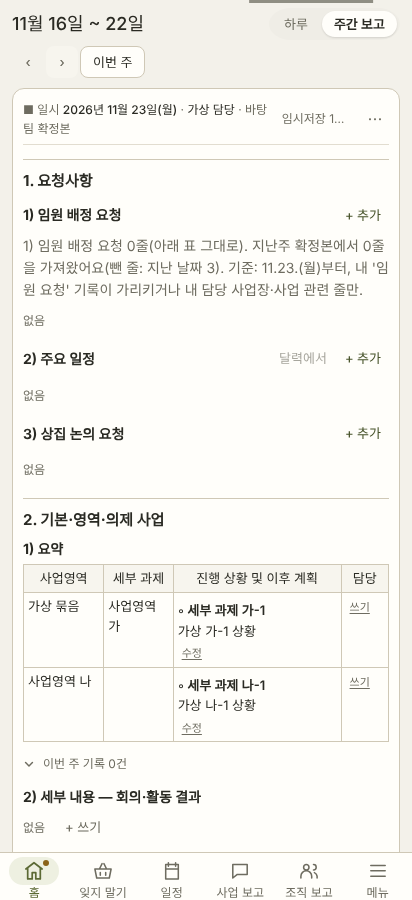 11월 16일 ~ 22일
하루
주간 보고
‹
›
이번 주
■ 일시 2026년 11월 23일(월) · 가상 담당 · 바탕
팀 확정본
임시저장 1...
···
1. 요청사항
1) 임원 배정 요청
+ 추가
1) 임원 배정 요청 0줄(아래 표 그대로). 지난주 확정본에서 0줄
을 가져왔어요(뺀 줄: 지난 날짜 3). 기준: 11.23.(월)부터, 내 '임
원 요청' 기록이 가리키거나 내 담당 사업장·사업 관련 줄만.
없음
2) 주요 일정
달력에서
+ 추가
없음
3) 상집 논의 요청
+ 추가
없음
2. 기본·영역·의제 사업
1) 요약
사업영역
세부 과제
진행 상황 및 이후 계획
담당
가상 묶음
사업영역
가
∘ 세부 과제 가-1
가상 가-1 상황
수정
쓰기
사업영역 나
∘ 세부 과제 나-1
가상 나-1 상황
수정
쓰기
이번 주 기록 0건
2) 세부 내용 — 회의·활동 결과
없음
+ 쓰기
홈
잊지 말기
일정
사업 보고
조직 보고
메뉴